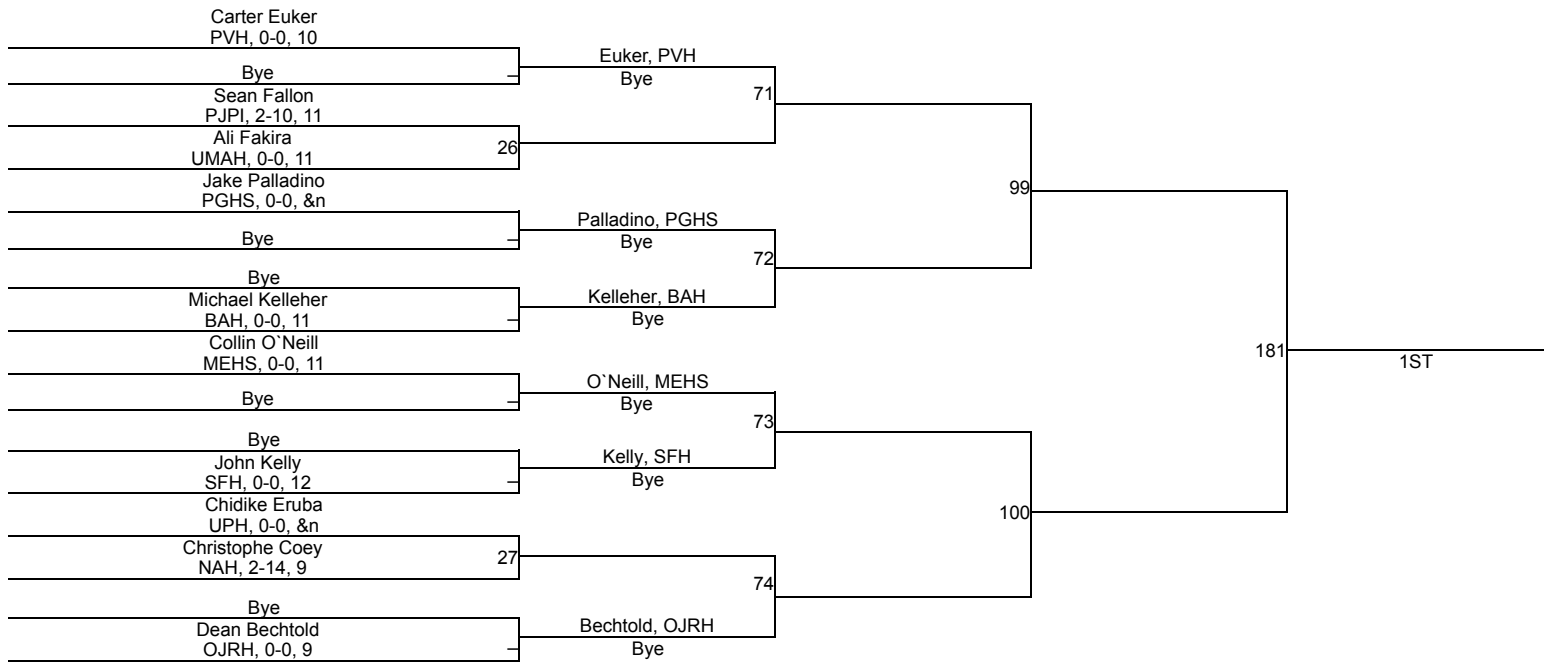 Carter Euker
PVH, 0-0, 10
Bye
–
Sean Fallon
PJPI, 2-10, 11
Ali Fakira
UMAH, 0-0, 11
26
Jake Palladino
PGHS, 0-0, &n
Bye
–
Bye
Michael Kelleher
BAH, 0-0, 11
–
Collin O`Neill
MEHS, 0-0, 11
Bye
–
Bye
John Kelly
SFH, 0-0, 12
–
Chidike Eruba
UPH, 0-0, &n
Christophe Coey
NAH, 2-14, 9
27
Bye
Dean Bechtold
OJRH, 0-0, 9
–
Euker, PVH
Bye
71
Palladino, PGHS
Bye
72
Kelleher, BAH
Bye
O`Neill, MEHS
Bye
73
Kelly, SFH
Bye
74
Bechtold, OJRH
Bye
99
100
181
1ST